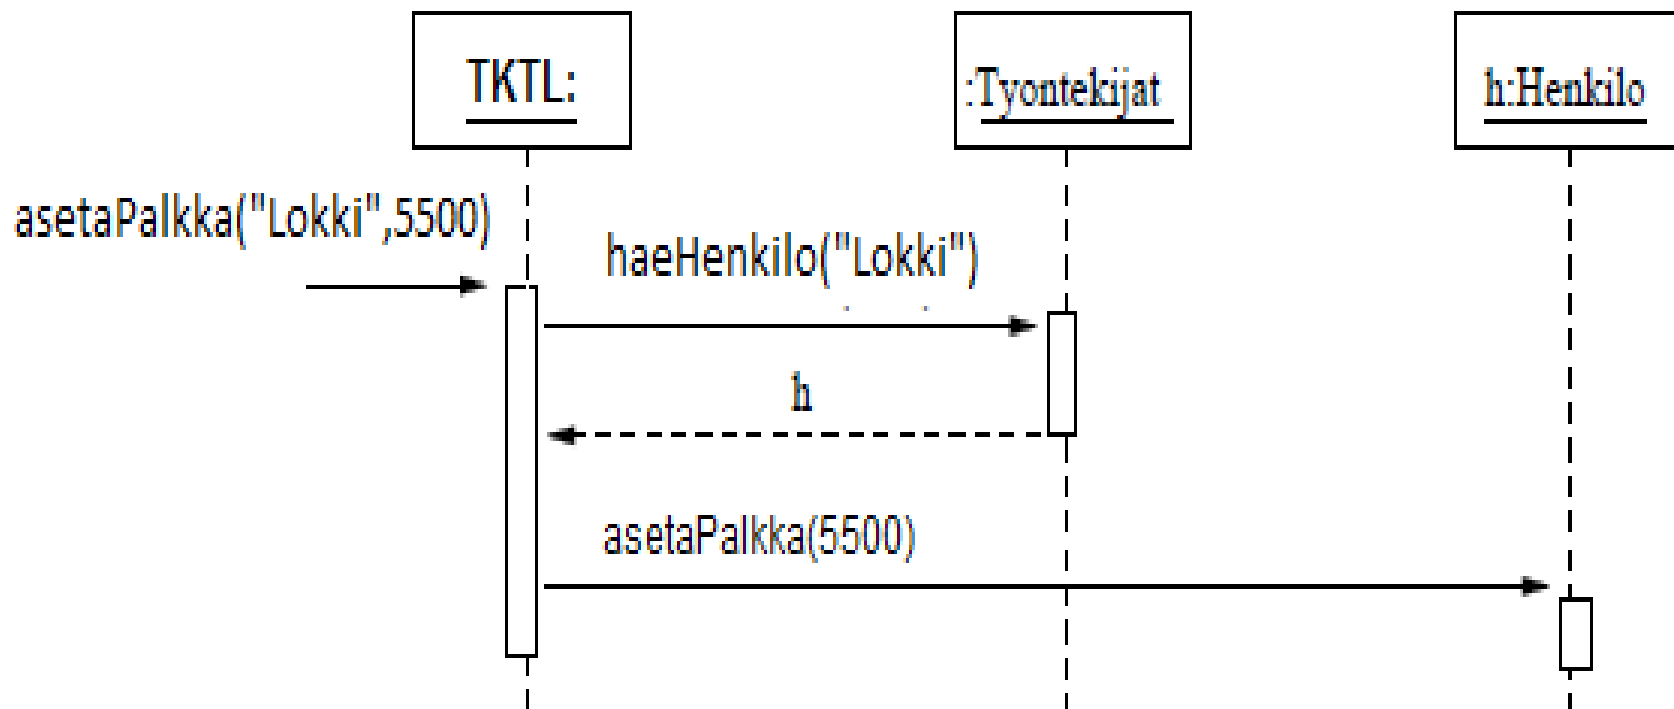 TKTL:
:Tyontekijat
h:Henkilo
asetaPalkka("Lokki",5500)
haeHenkilo("Lokki")
h
asetaPalkka(5500)